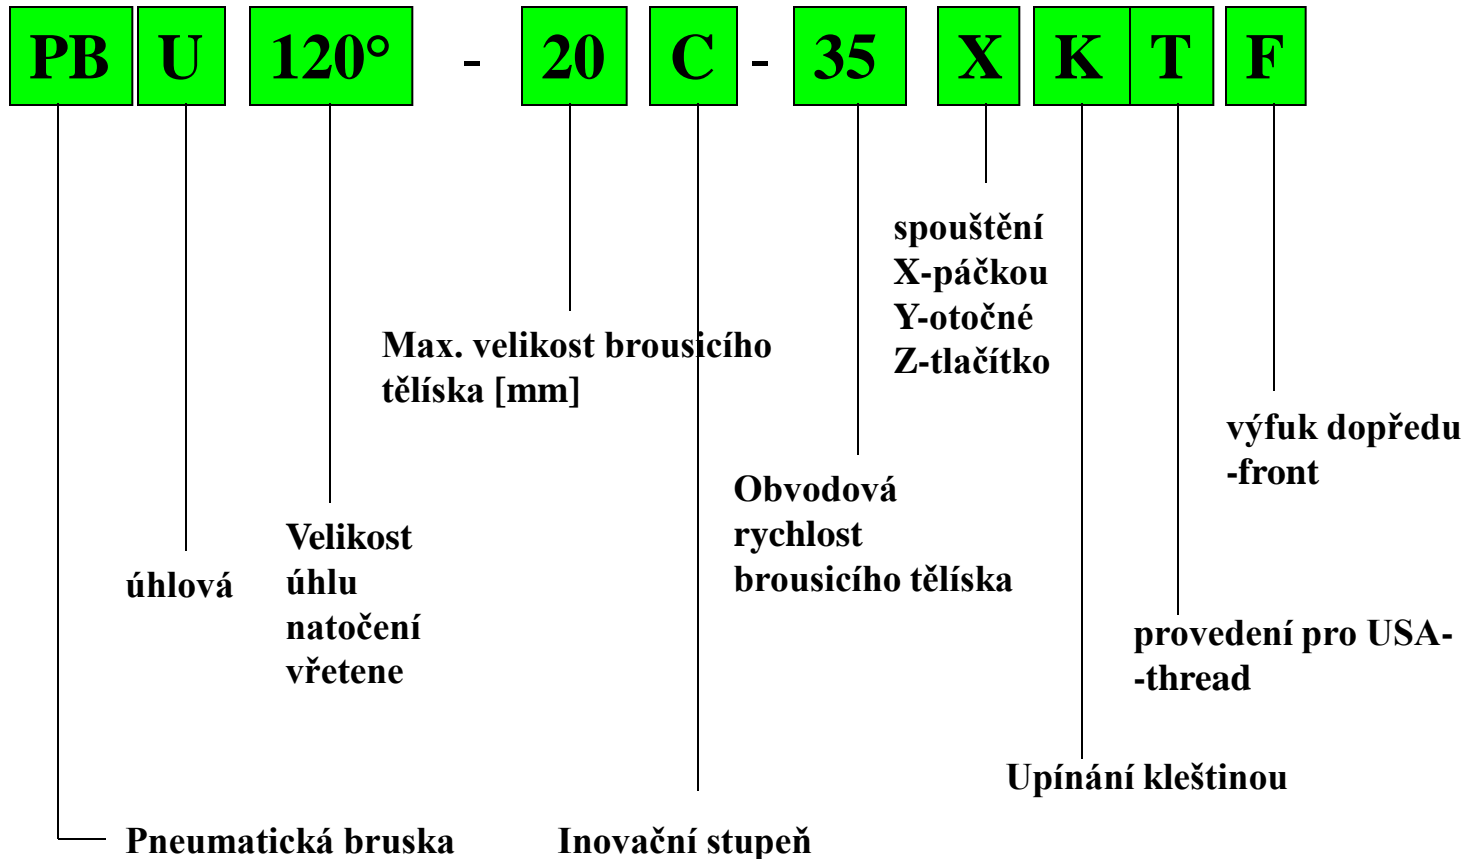 PB U 120° - 20 C - 35 X K T F
spouštění
X-páčkou
Y-otočné
Z-tlačítko
Max. velikost brousicího
tělíska [mm]
výfuk dopředu
-front
Obvodová
rychlost
brousicího tělíska
Velikost
úhlu
natočení
vřetene
úhlová
provedení pro USA-
-thread
Upínání kleštinou
Pneumatická bruska
Inovační stupeň